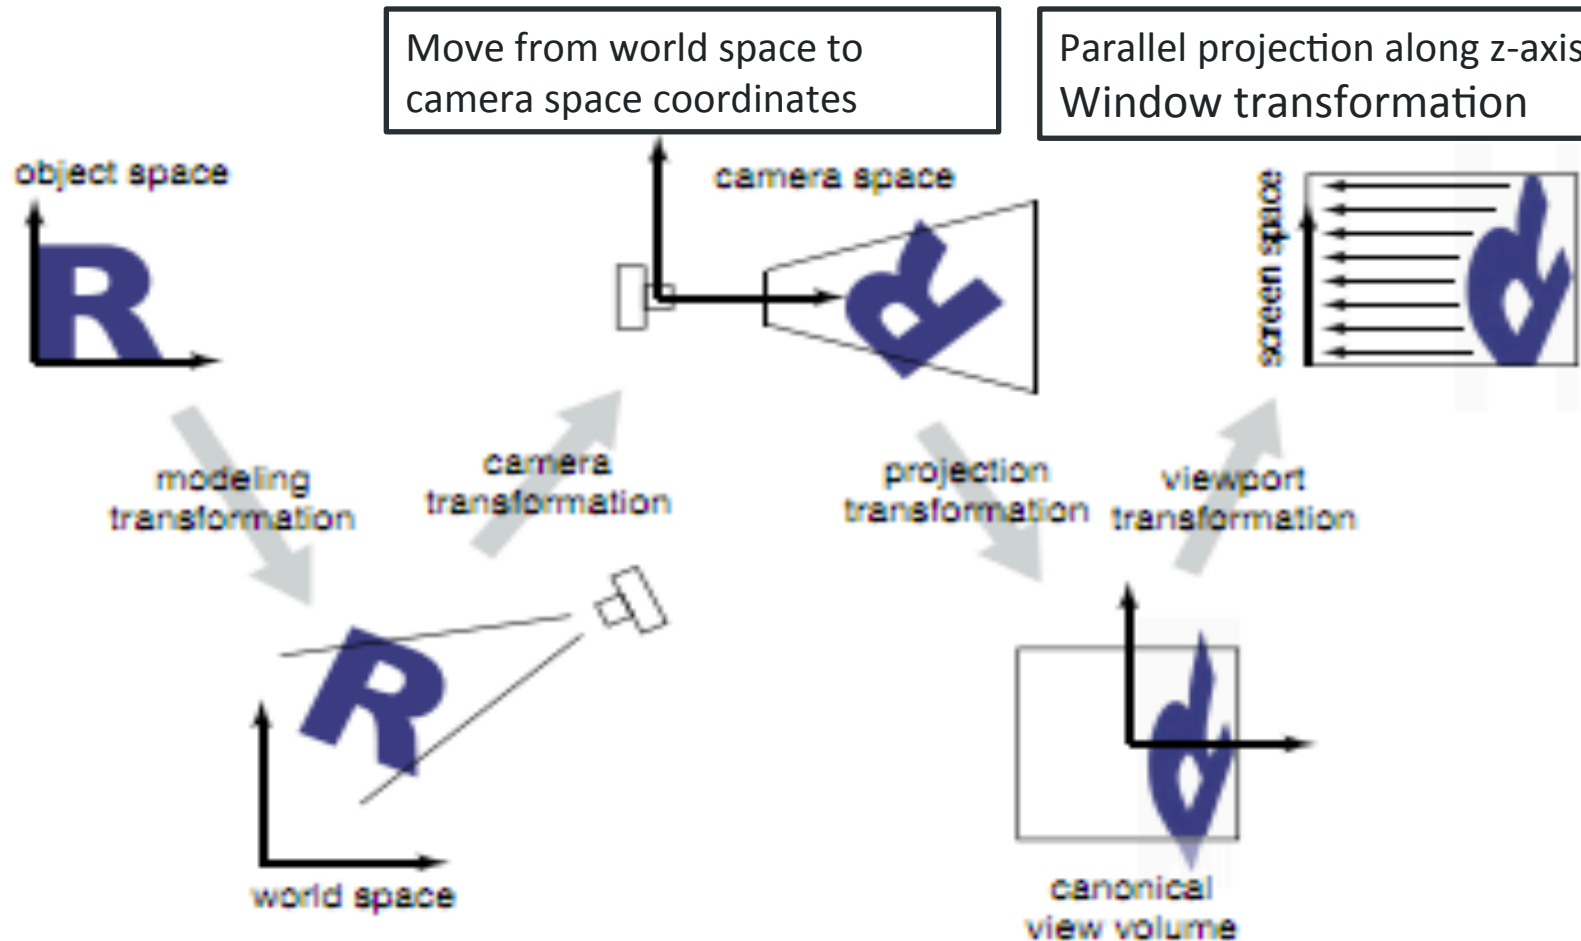 Move from world space to
camera space coordinates
Parallel projection along z-axis
Window transformation
object space
camera space
screen space
modeling
transformation
camera
transformation
projection
transformation
viewport
transformation
R
R
R
world space
canonical
view volume